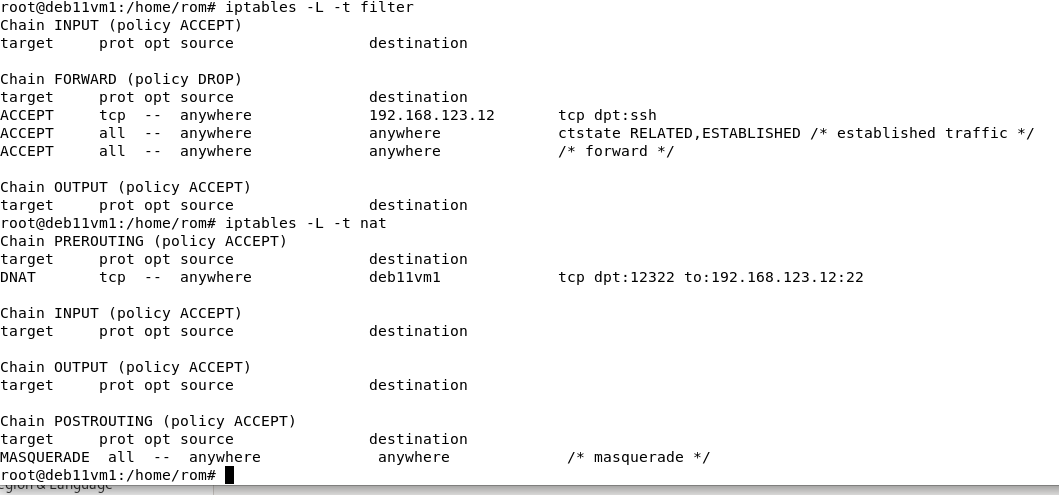 root@deb11vm1:/home/rom# iptables -L -t filter
Chain INPUT (policy ACCEPT)
target     prot opt source               destination

Chain FORWARD (policy DROP)
target     prot opt source               destination
ACCEPT     tcp  --  anywhere             192.168.123.12       tcp dpt:ssh
ACCEPT     all  --  anywhere             anywhere             ctstate RELATED,ESTABLISHED /* established traffic */
ACCEPT     all  --  anywhere             anywhere             /* forward */

Chain OUTPUT (policy ACCEPT)
target     prot opt source               destination
root@deb11vm1:/home/rom# iptables -L -t nat
Chain PREROUTING (policy ACCEPT)
target     prot opt source               destination
DNAT       tcp  --  anywhere             deb11vm1             tcp dpt:12322 to:192.168.123.12:22

Chain INPUT (policy ACCEPT)
target     prot opt source               destination

Chain OUTPUT (policy ACCEPT)
target     prot opt source               destination

Chain POSTROUTING (policy ACCEPT)
target     prot opt source               destination
MASQUERADE  all  --  anywhere             anywhere             /* masquerade */
root@deb11vm1:/home/rom#
egion & Language